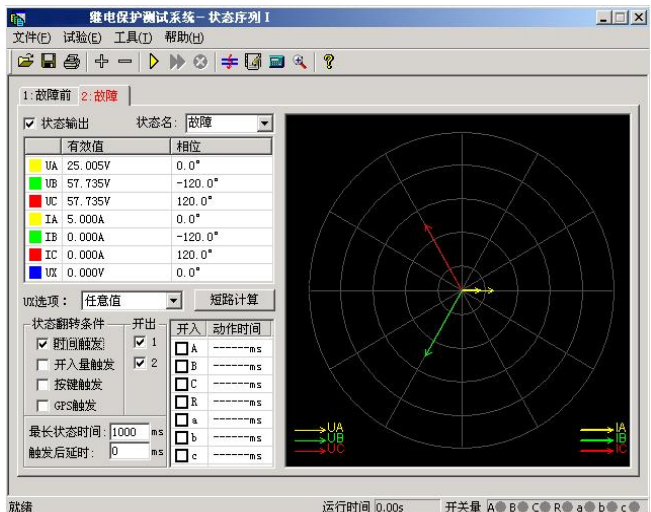 继电保护测试系统-状态序列 I
文件(F) 试验(E) 工具(T) 帮助(H)
1:故障前 2:故障
状态输出 状态名: 故障
有效值 相位
UA 25.005V 0.0°
UB 57.735V -120.0°
UC 57.735V 120.0°
IA 5.000A 0.0°
IB 0.000A -120.0°
IC 0.000A 120.0°
UX 0.000V 0.0°
UX选项: 任意值 短路计算
状态翻转条件 开出 开入 动作时间
时间触发 1 A ------ms
开入量触发 2 B ------ms
按键触发 C ------ms
GPS触发 R ------ms
a ------ms
最长状态时间: 1000 ms b ------ms
触发后延时: 0 ms c ------ms
UA IA
UB IB
UC IC
就绪 运行时间 0.00s 开关量 A B C R a b c